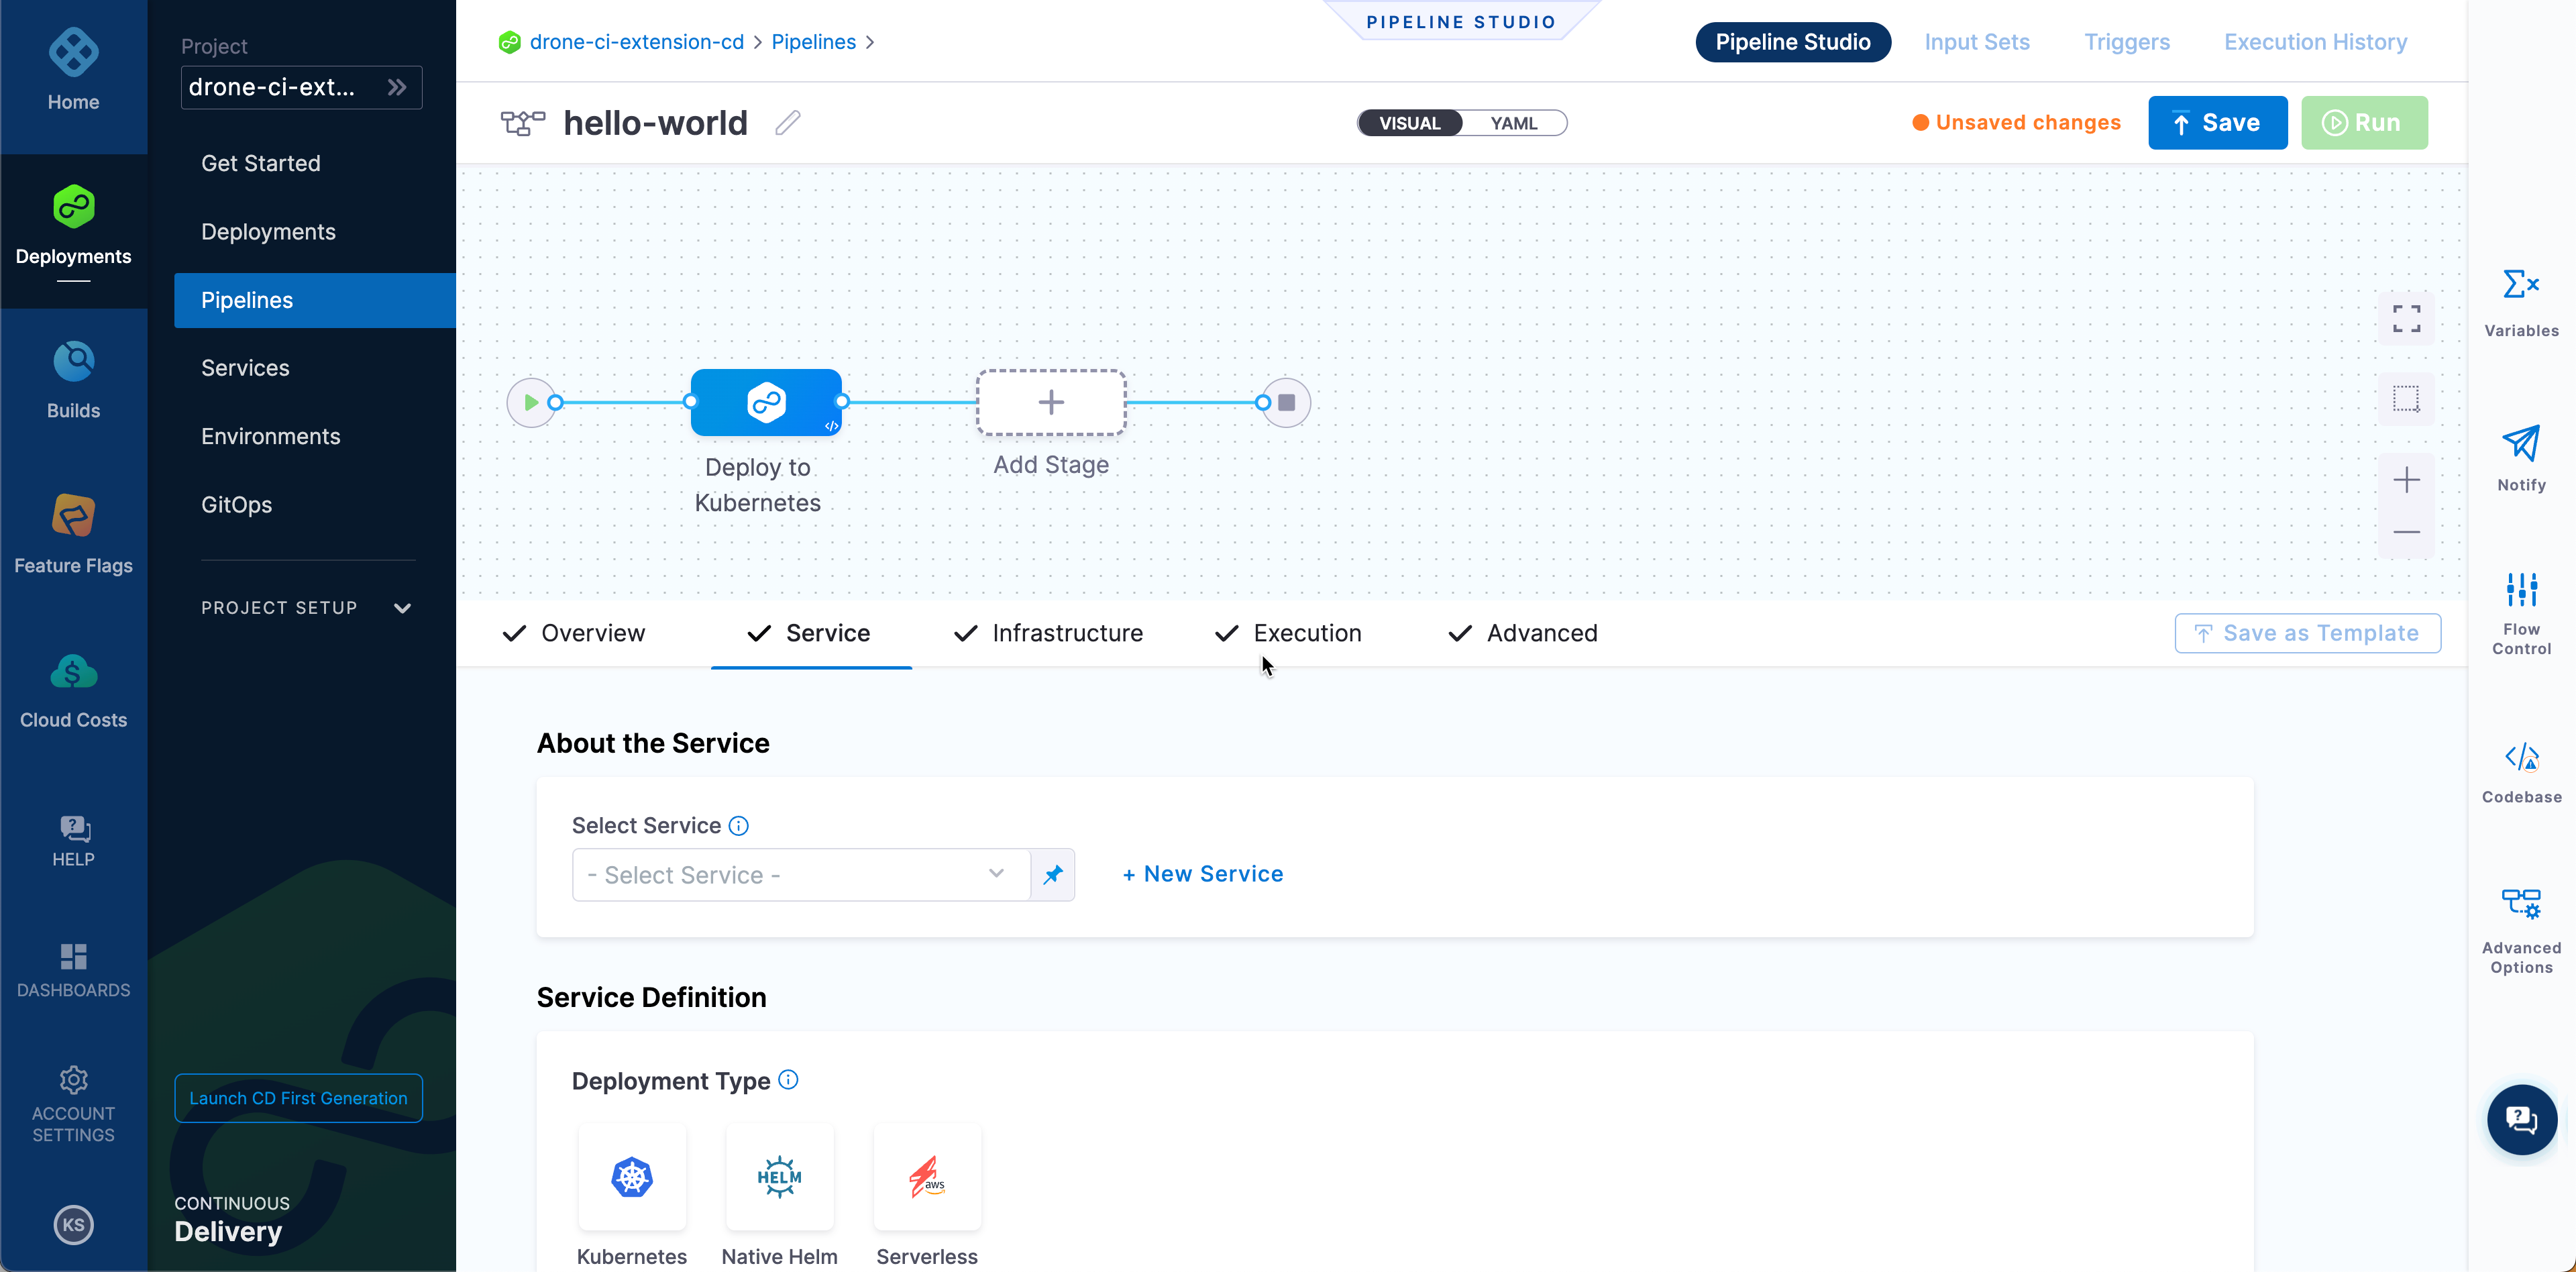 Home
Deployments
Builds
Feature Flags
Cloud Costs
HELP
DASHBOARDS
ACCOUNT
SETTINGS
KS
Project
drone-ci-ext...
Get Started
Deployments
Pipelines
Services
Environments
GitOps
PROJECT SETUP
Launch CD First Generation
CONTINUOUS
Delivery
drone-ci-extension-cd > Pipelines >
PIPELINE STUDIO
Pipeline Studio
Input Sets
Triggers
Execution History
hello-world
VISUAL
YAML
Unsaved changes
Save
Run
Deploy to
Kubernetes
Add Stage
Overview
Service
Infrastructure
Execution
Advanced
Save as Template
About the Service
Select Service
- Select Service -
+ New Service
Service Definition
Deployment Type
HELM
aws
Kubernetes
Native Helm
Serverless
Variables
Notify
Flow
Control
Codebase
Advanced
Options